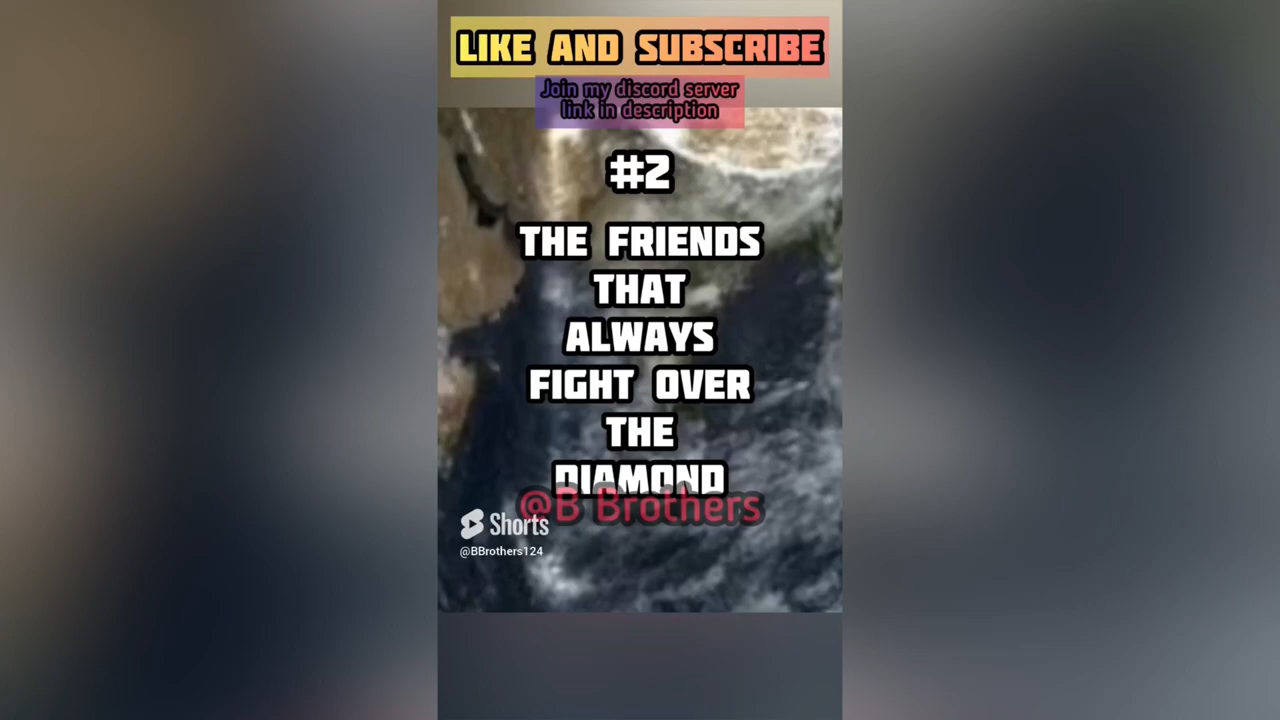 LIKE AND SUBSCRIBE
Join my discord server
link in description
#2
THE FRIENDS
THAT
ALWAYS
FIGHT OVER
THE
DIAMOND
@B Brothers
Shorts
@BBrothers124